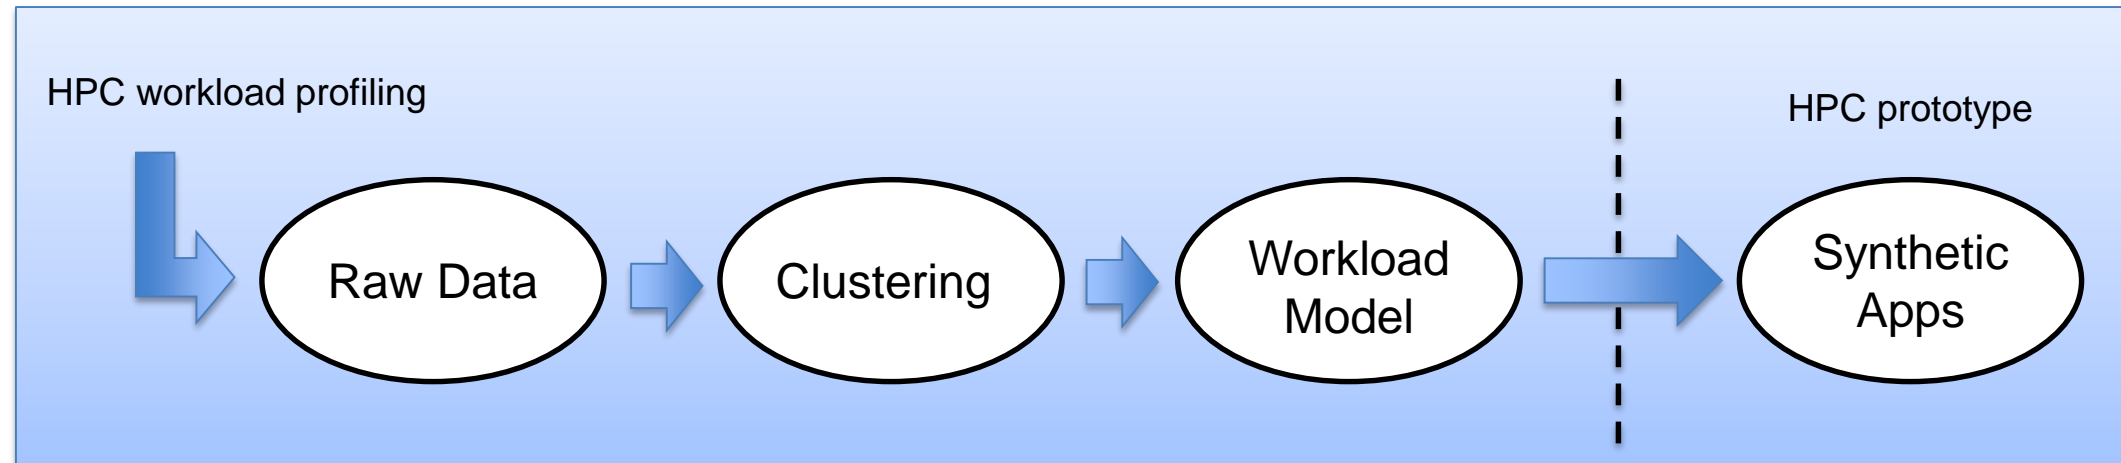 HPC workload profiling
HPC prototype
Raw Data
Clustering
Workload
Model
Synthetic
Apps